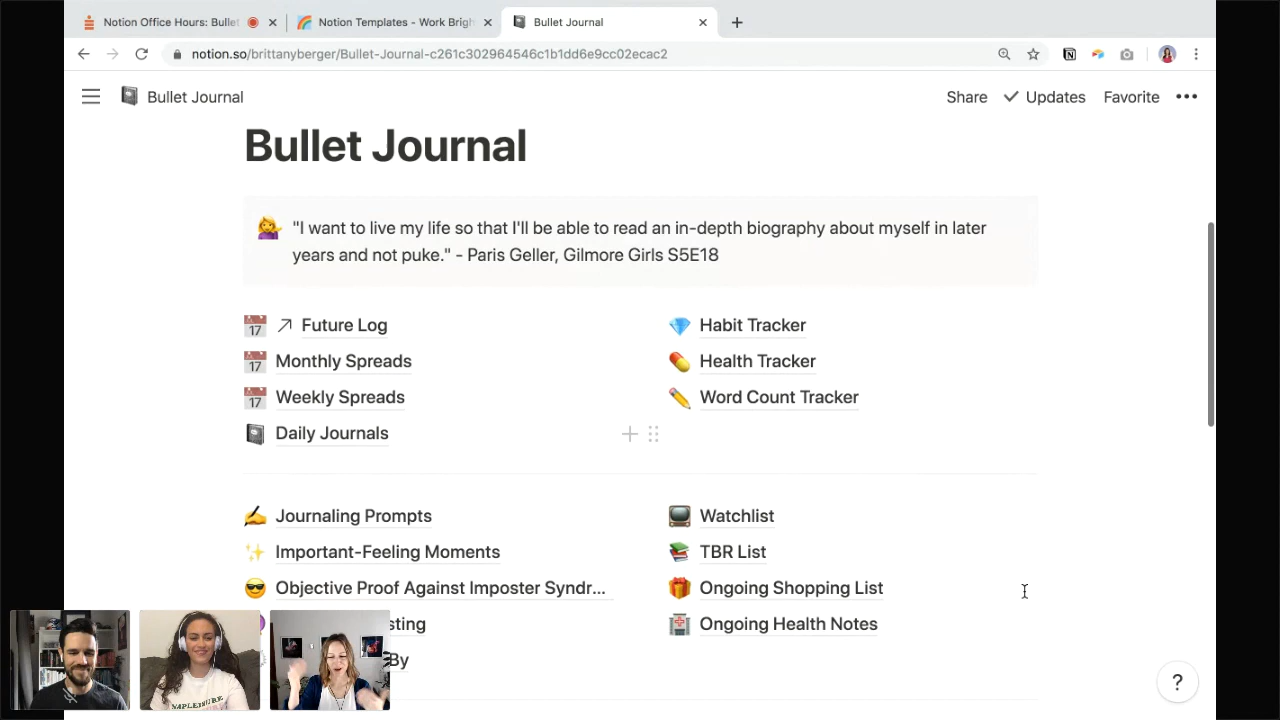 Notion Office Hours: Bullet
Notion Templates - Work Brigh
Bullet Journal
notion.so/brittanyberger/Bullet-Journal-c261c302964546c1b1dd6e9cc02ecac2
Bullet Journal
Share
Updates
Favorite
Bullet Journal
"I want to live my life so that I'll be able to read an in-depth biography about myself in later
years and not puke." - Paris Geller, Gilmore Girls S5E18
17 Future Log
17 Monthly Spreads
17 Weekly Spreads
Daily Journals
Habit Tracker
Health Tracker
Word Count Tracker
Journaling Prompts
Important-Feeling Moments
Objective Proof Against Imposter Syndr...
sting
By
Watchlist
TBR List
Ongoing Shopping List
Ongoing Health Notes
NAPLEISURE
?